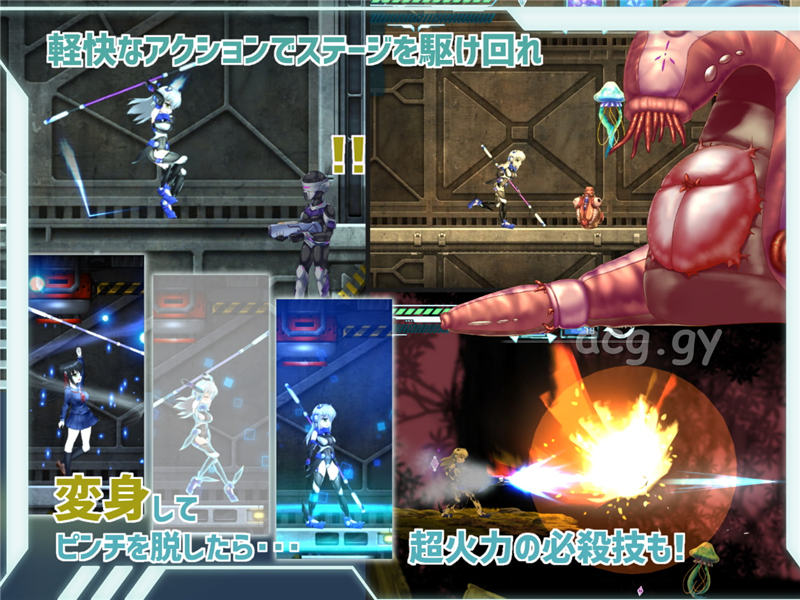 軽快なアクションでステージを駆け回れ
!!
acg.gy
変身して
ピンチを脱したら・・・
超火力の必殺技も!